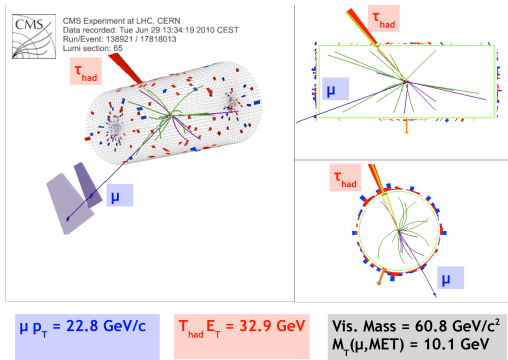 CMS
CMS Experiment at LHC, CERN
Data recorded: Tue Jun 29 13:34:19 2010 CEST
Run/Event: 138921 / 17818013
Lumi section: 65
τhad
μ
τhad
μ
τhad
μ
μ pT = 22.8 GeV/c
Thad ET = 32.9 GeV
Vis. Mass = 60.8 GeV/c²
MT(μ,MET) = 10.1 GeV